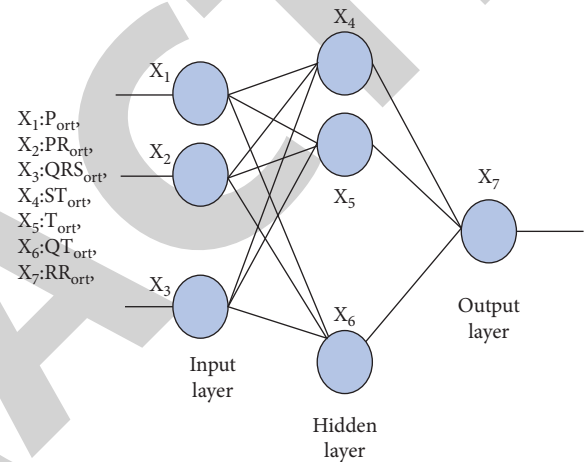 X4
X1
X1:Port,
X2:PRort,
X3:QRSort,
X4:STort,
X5:Tort,
X6:QTort,
X7:RRort,
X2
X5
X7
X3
X6
Input
layer
Output
layer
Hidden
layer